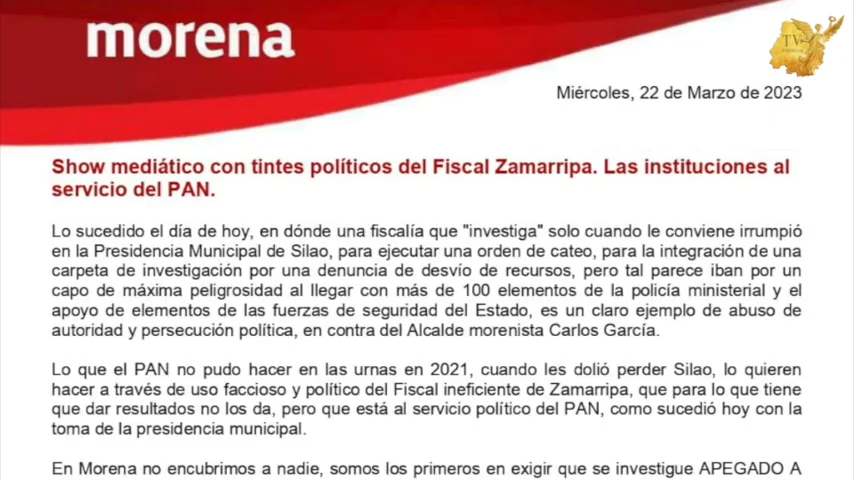 morena
TV
Miércoles, 22 de Marzo de 2023
Show mediático con tintes políticos del Fiscal Zamarripa. Las instituciones al
servicio del PAN.
Lo sucedido el día de hoy, en dónde una fiscalía que "investiga" solo cuando le conviene irrumpió
en la Presidencia Municipal de Silao, para ejecutar una orden de cateo, para la integración de una
carpeta de investigación por una denuncia de desvío de recursos, pero tal parece iban por un
capo de máxima peligrosidad al llegar con más de 100 elementos de la policía ministerial y el
apoyo de elementos de las fuerzas de seguridad del Estado, es un claro ejemplo de abuso de
autoridad y persecución política, en contra del Alcalde morenista Carlos García.
Lo que el PAN no pudo hacer en las urnas en 2021, cuando les dolió perder Silao, lo quieren
hacer a través de uso faccioso y político del Fiscal ineficiente de Zamarripa, que para lo que tiene
que dar resultados no los da, pero que está al servicio político del PAN, como sucedió hoy con la
toma de la presidencia municipal.
En Morena no encubrimos a nadie, somos los primeros en exigir que se investigue APEGADO A